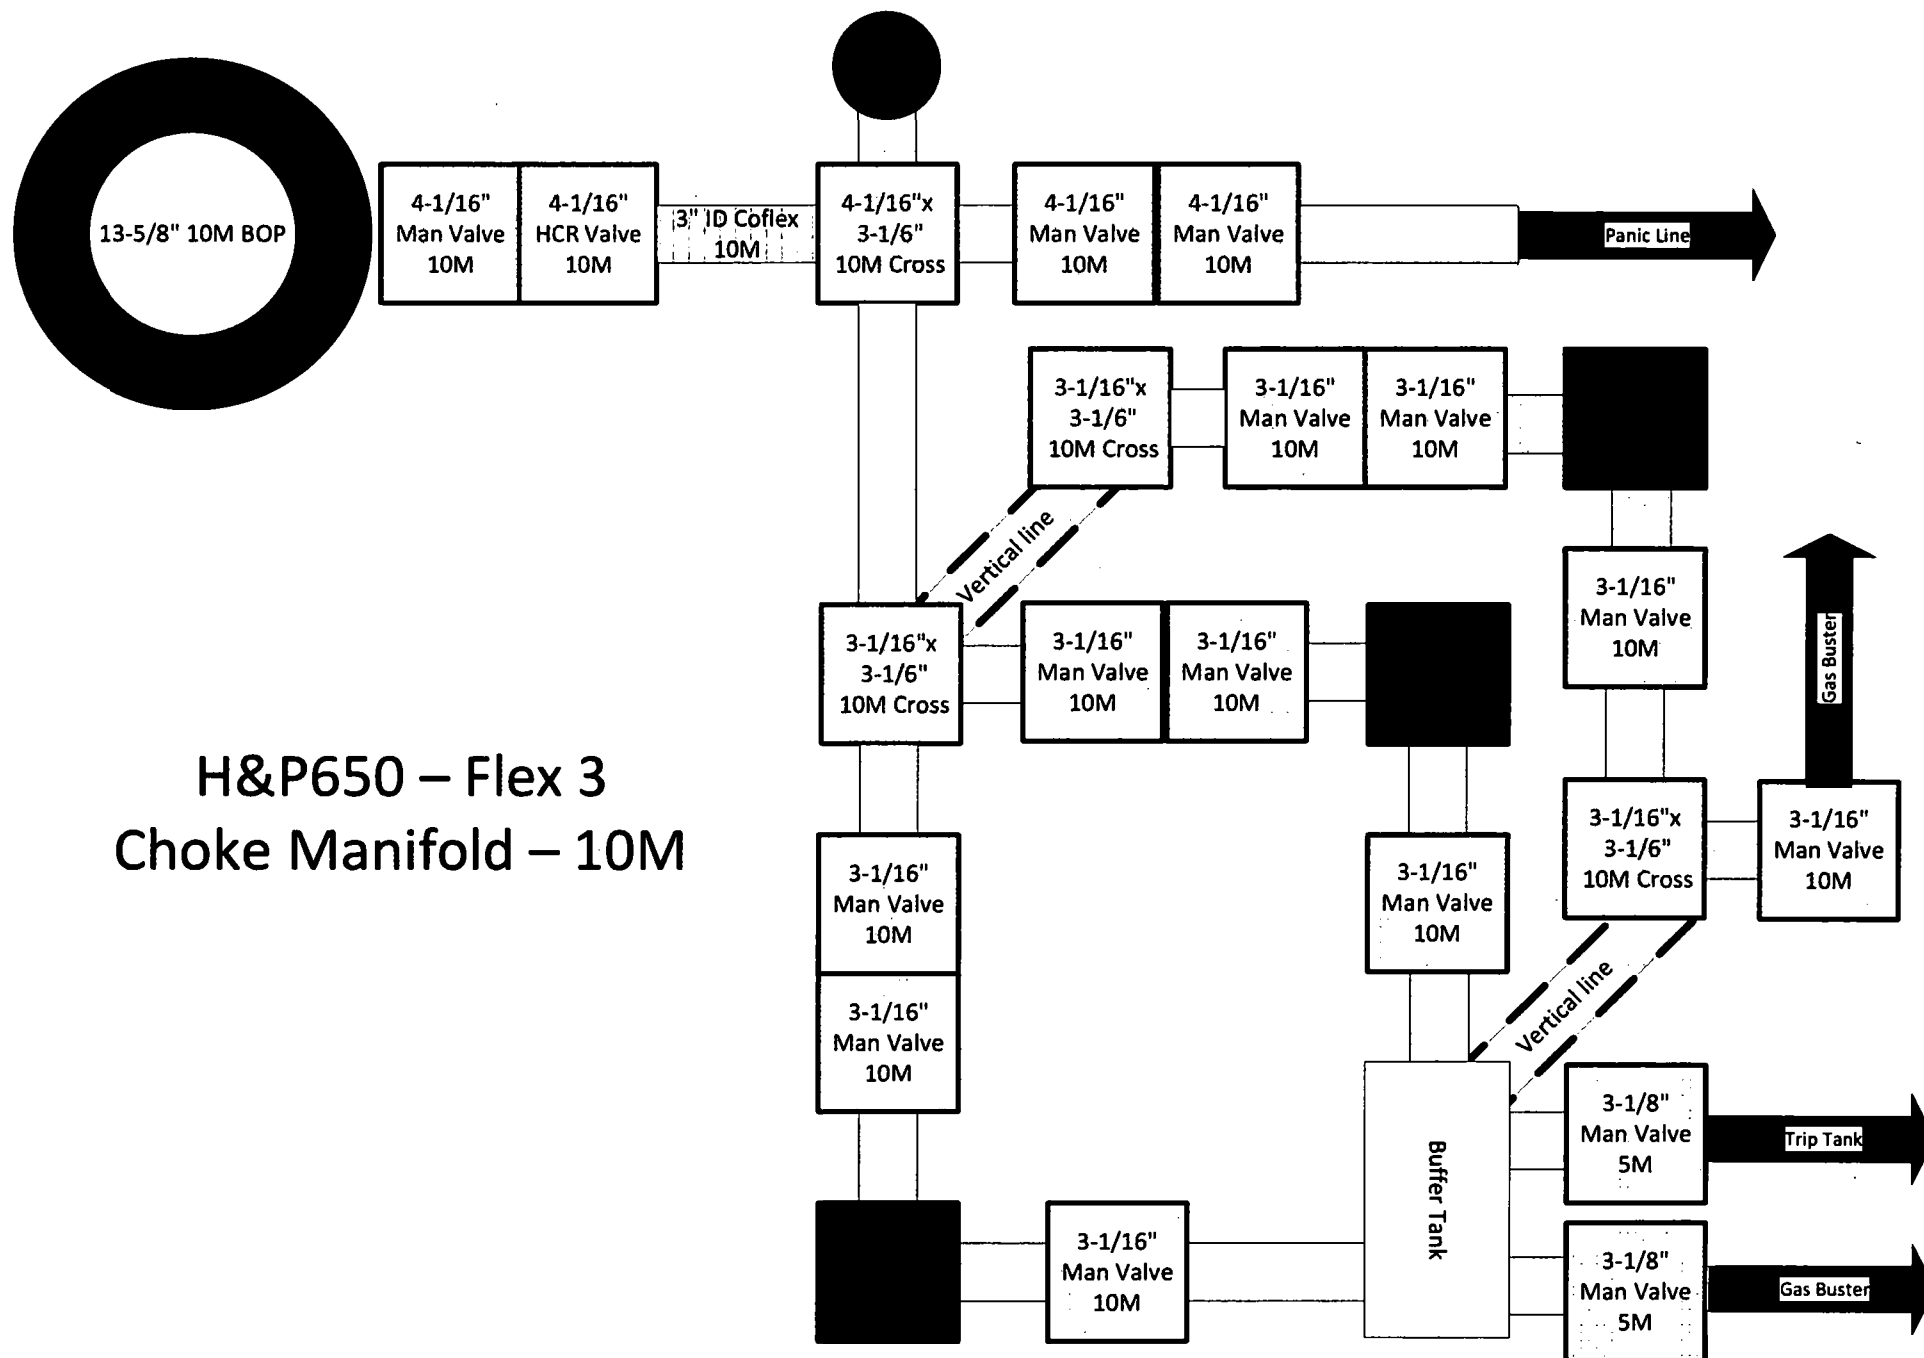 13-5/8" 10M BOP
4-1/16"
Man Valve
10M
4-1/16"
HCR Valve
10M
3" ID Coflex
10M
4-1/16"x
3-1/6"
10M Cross
4-1/16"
Man Valve
10M
4-1/16"
Man Valve
10M
Panic Line
3-1/16"x
3-1/6"
10M Cross
3-1/16"
Man Valve
10M
3-1/16"
Man Valve
10M
Vertical line
3-1/16"
Man Valve
10M
Gas Buster
3-1/16"x
3-1/6"
10M Cross
3-1/16"
Man Valve
10M
3-1/16"
Man Valve
10M
H&P650 – Flex 3
Choke Manifold – 10M
3-1/16"
Man Valve
10M
3-1/16"
Man Valve
10M
3-1/16"
Man Valve
10M
3-1/16"x
3-1/6"
10M Cross
3-1/16"
Man Valve
10M
Vertical line
Buffer Tank
3-1/8"
Man Valve
5M
Trip Tank
3-1/16"
Man Valve
10M
3-1/8"
Man Valve
5M
Gas Buster